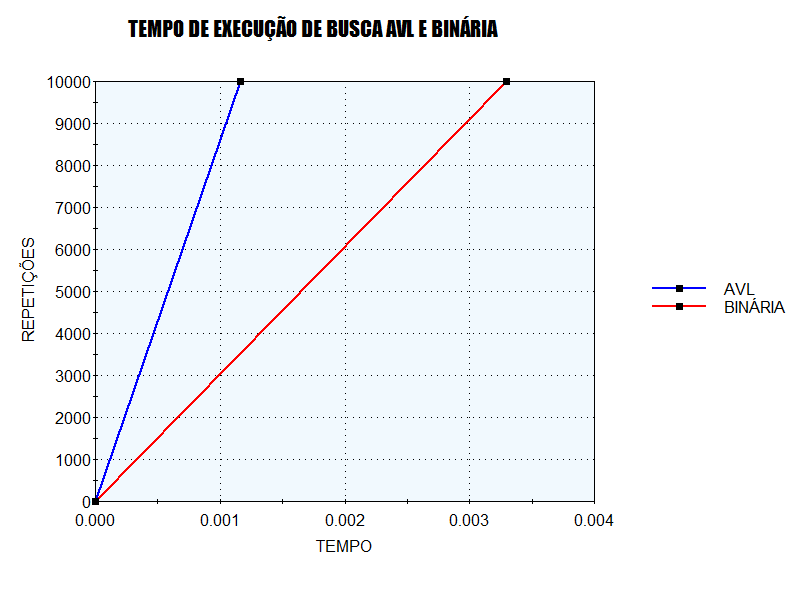 TEMPO DE EXECUÇÃO DE BUSCA AVL E BINÁRIA
10000
9000
8000
7000
6000
5000
4000
3000
2000
1000
0
REPETIÇÕES
0.000 0.001 0.002 0.003 0.004
TEMPO
AVL
BINÁRIA